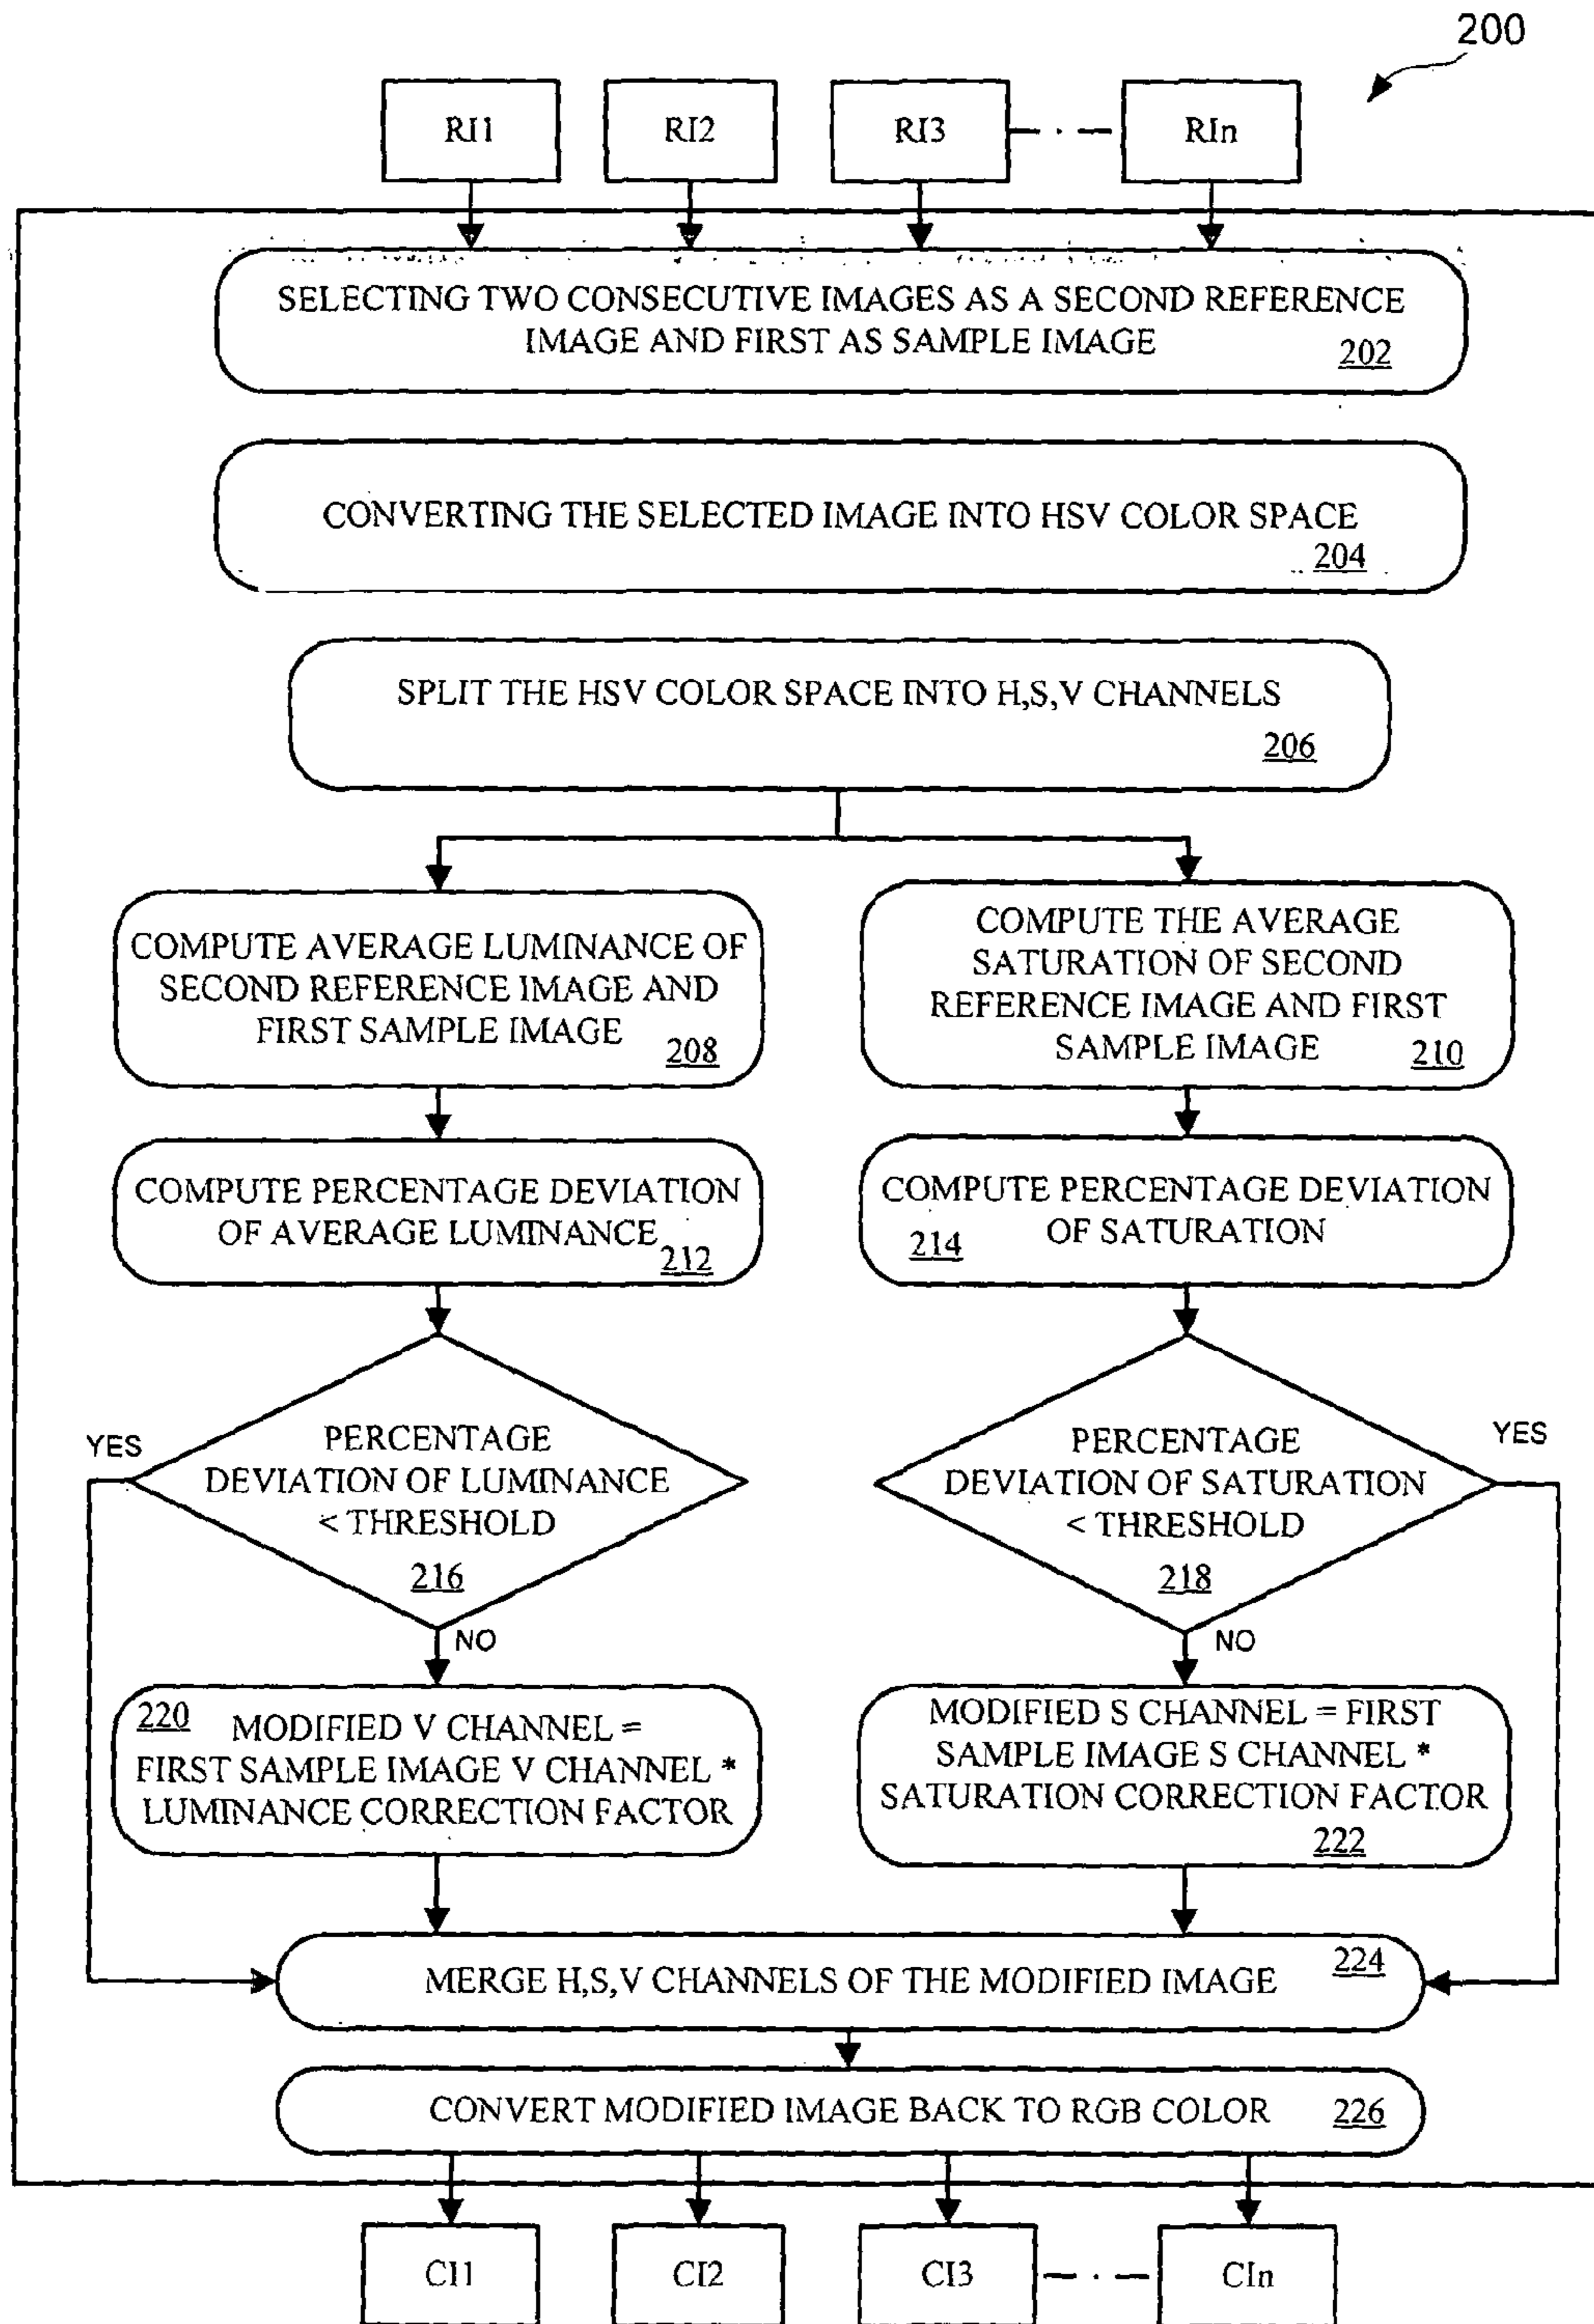 200
RI1
RI2
RI3
RIn
SELECTING TWO CONSECUTIVE IMAGES AS A SECOND REFERENCE
IMAGE AND FIRST AS SAMPLE IMAGE
202
CONVERTING THE SELECTED IMAGE INTO HSV COLOR SPACE
204
SPLIT THE HSV COLOR SPACE INTO H,S,V CHANNELS
206
COMPUTE AVERAGE LUMINANCE OF
SECOND REFERENCE IMAGE AND
FIRST SAMPLE IMAGE
208
COMPUTE THE AVERAGE
SATURATION OF SECOND
REFERENCE IMAGE AND FIRST
SAMPLE IMAGE
210
COMPUTE PERCENTAGE DEVIATION
OF AVERAGE LUMINANCE
212
COMPUTE PERCENTAGE DEVIATION
OF SATURATION
214
YES
PERCENTAGE
DEVIATION OF LUMINANCE
< THRESHOLD
216
NO
PERCENTAGE
DEVIATION OF SATURATION
< THRESHOLD
218
YES
NO
220
MODIFIED V CHANNEL =
FIRST SAMPLE IMAGE V CHANNEL *
LUMINANCE CORRECTION FACTOR
MODIFIED S CHANNEL = FIRST
SAMPLE IMAGE S CHANNEL *
SATURATION CORRECTION FACTOR
222
MERGE H,S,V CHANNELS OF THE MODIFIED IMAGE
224
CONVERT MODIFIED IMAGE BACK TO RGB COLOR
226
CI1
CI2
CI3
CIn